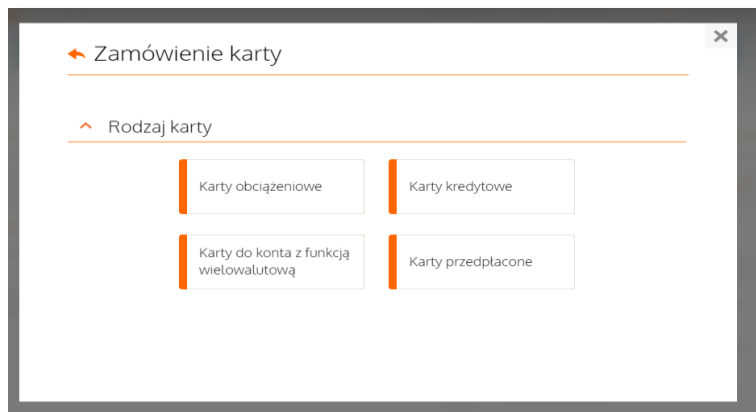 Zamówienie karty
Rodzaj karty
Karty obciążeniowe
Karty kredytowe
Karty do konta z funkcją
wielowalutową
Karty przedpłacone